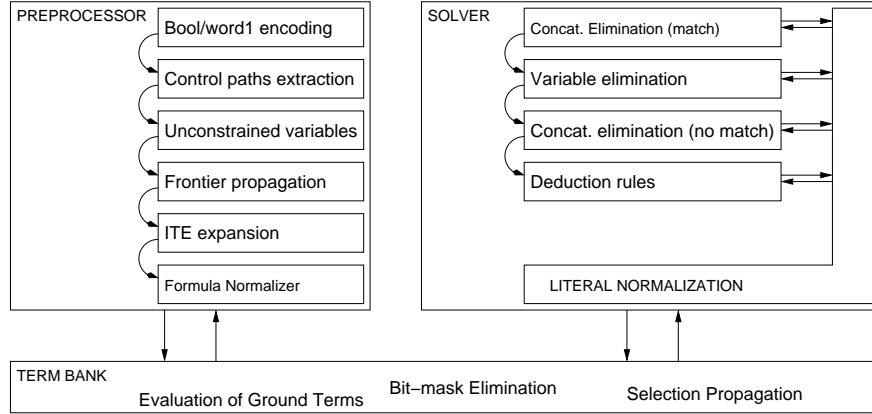 PREPROCESSOR
Bool/word1 encoding
Control paths extraction
Unconstrained variables
Frontier propagation
ITE expansion
Formula Normalizer
SOLVER
Concat. Elimination (match)
Variable elimination
Concat. elimination (no match)
Deduction rules
LITERAL NORMALIZATION
TERM BANK
Evaluation of Ground Terms
Bit−mask Elimination
Selection Propagation